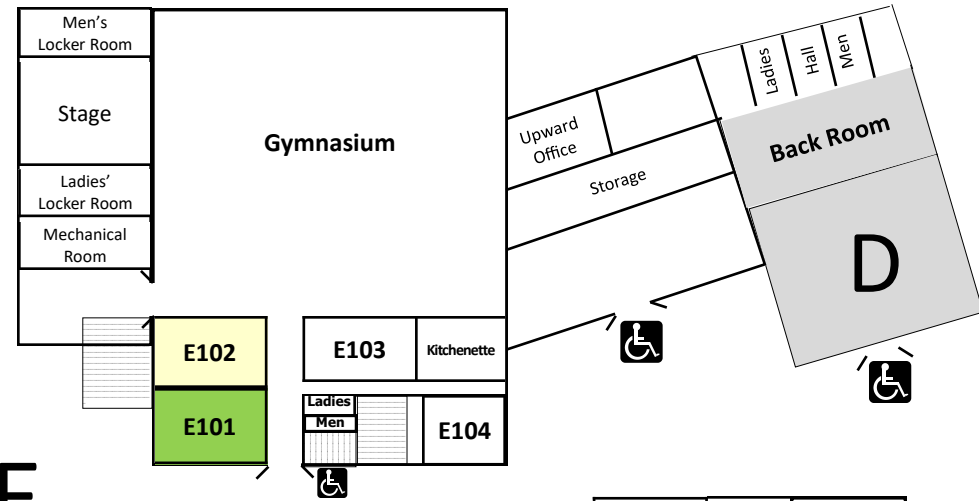 Men's
Locker Room
Stage
Ladies'
Locker Room
Mechanical
Room
Gymnasium
Upward
Office
Storage
Ladies
Hall
Men
Back Room
D
E102
E101
E103
Kitchenette
Ladies
Men
E104
E